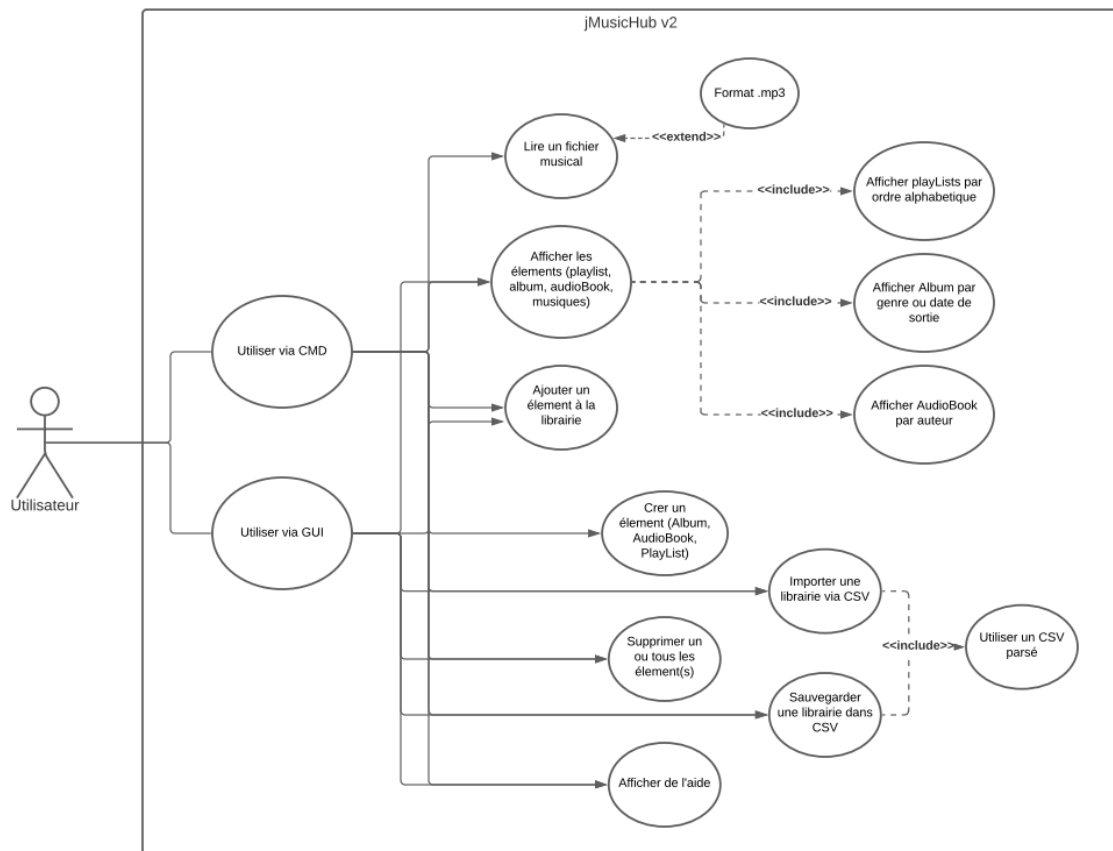 jMusicHub v2
Format .mp3
<<extend>>
Lire un fichier
musical
<<include>>
Afficher playLists par
ordre alphabetique
Afficher les
élements (playlist,
album, audioBook,
musiques)
<<include>>
Afficher Album par
genre ou date de
sortie
Utiliser via CMD
Ajouter un
élement à la
librairie
<<include>>
Afficher AudioBook
par auteur
Utilisateur
Utiliser via GUI
Crer un
élement (Album,
AudioBook,
PlayList)
Importer une
librairie via CSV
<<include>>
Utiliser un CSV
parsé
Supprimer un
ou tous les
élement(s)
Sauvegarder
une librairie dans
CSV
Afficher de l'aide